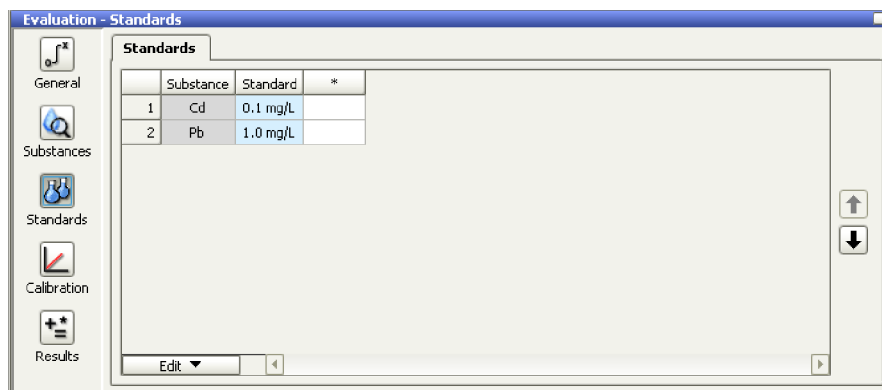 Evaluation - Standards
General
Substances
Standards
Calibration
Results
Standards
Substance Standard *
1 Cd 0.1 mg/L
2 Pb 1.0 mg/L
Edit